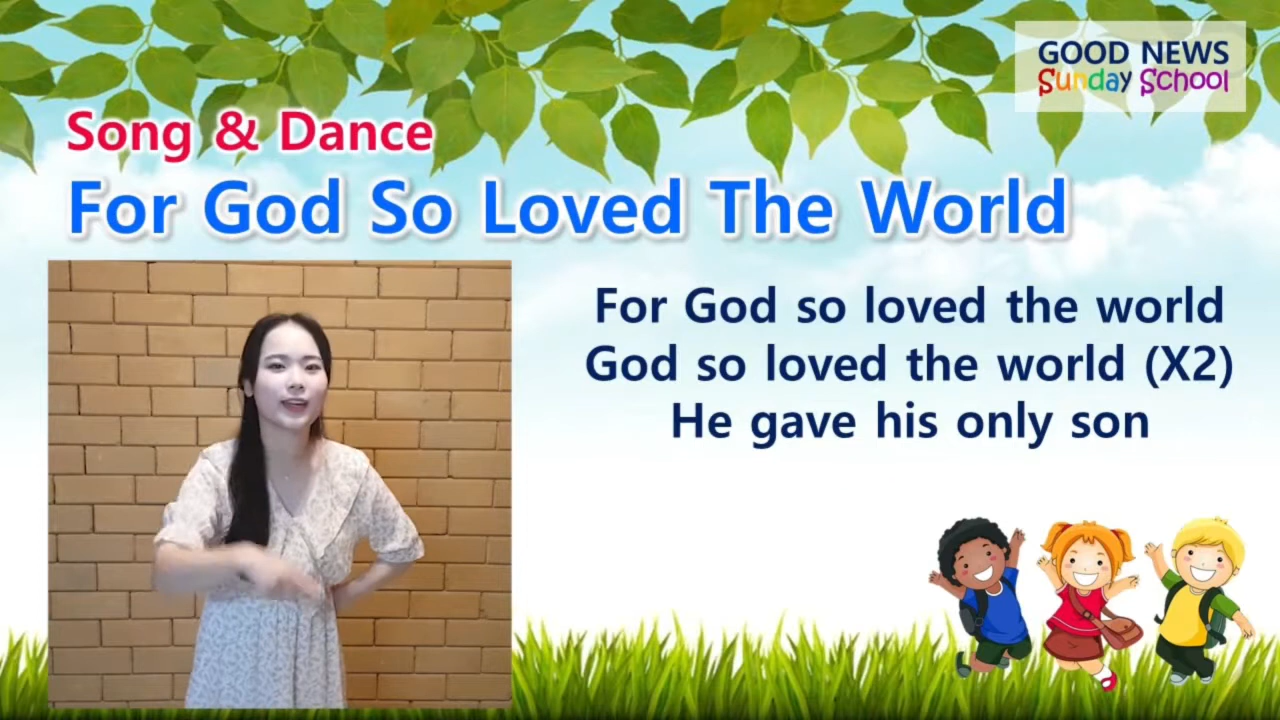 GOOD NEWS
Sunday School
Song & Dance
For God So Loved The World
For God so loved the world
God so loved the world (X2)
He gave his only son